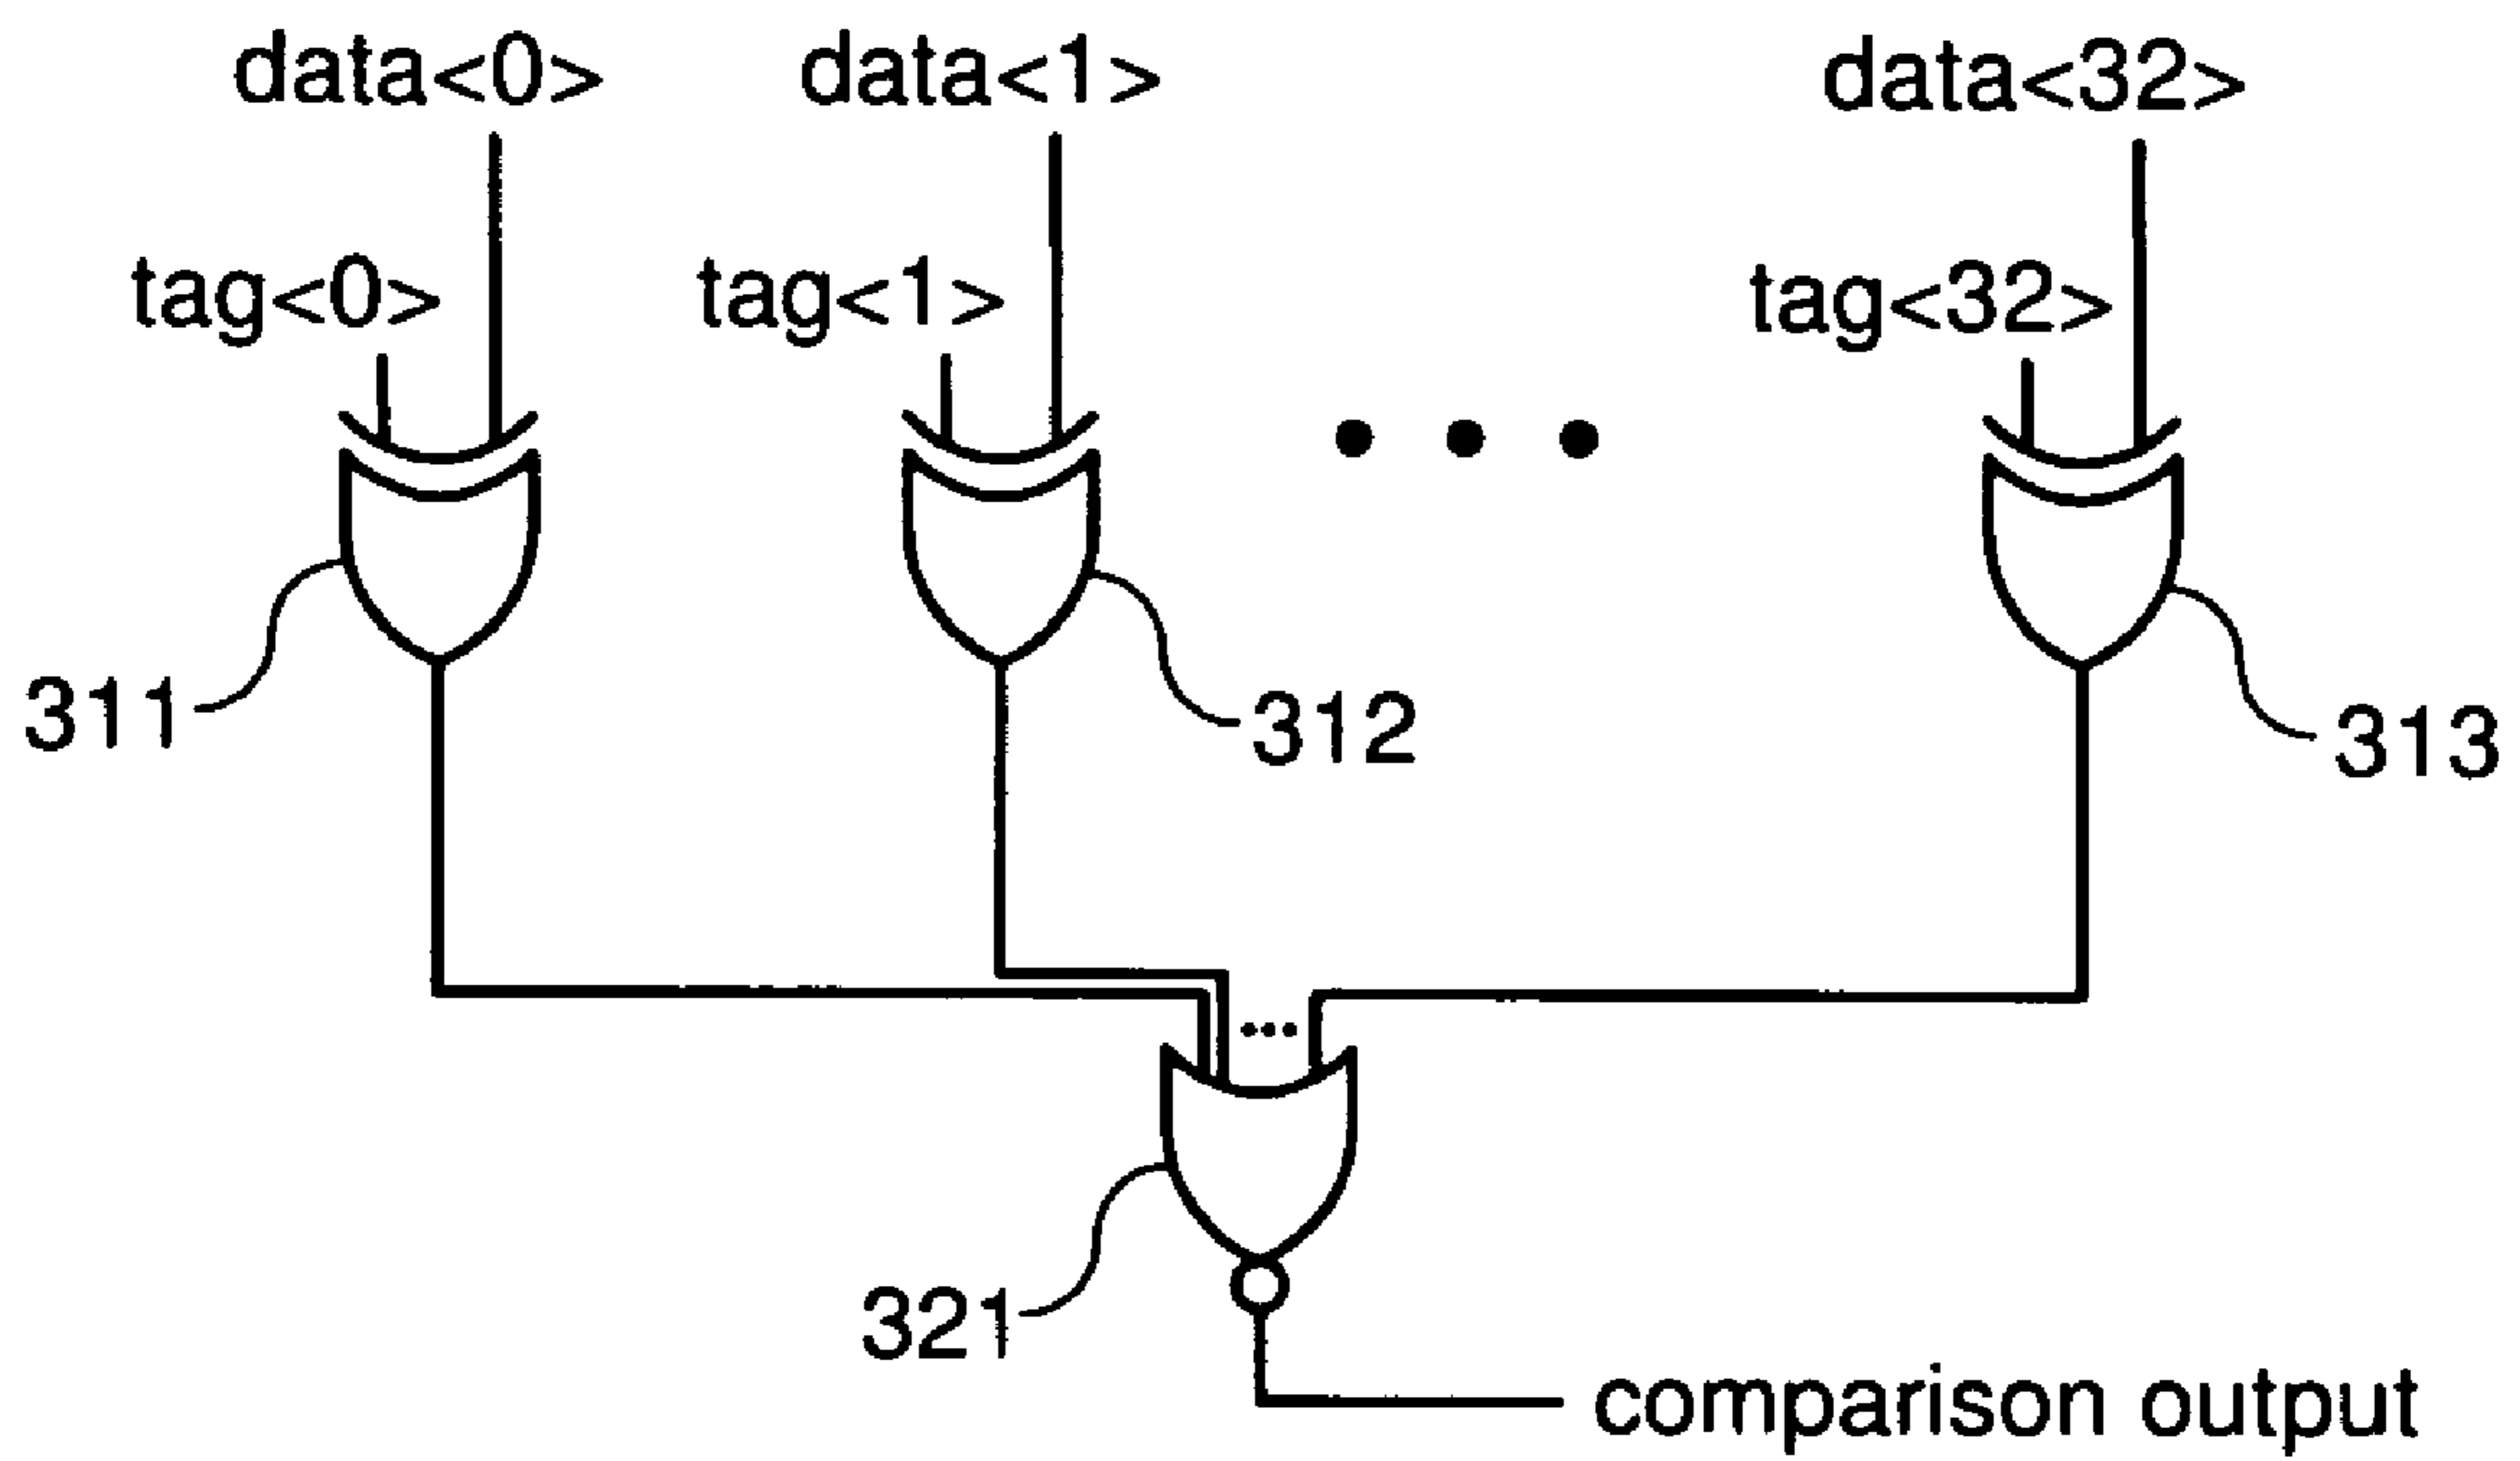 data<0> data<1> data<32>
tag<0> tag<1> tag<32>
311 312 313
321
comparison output